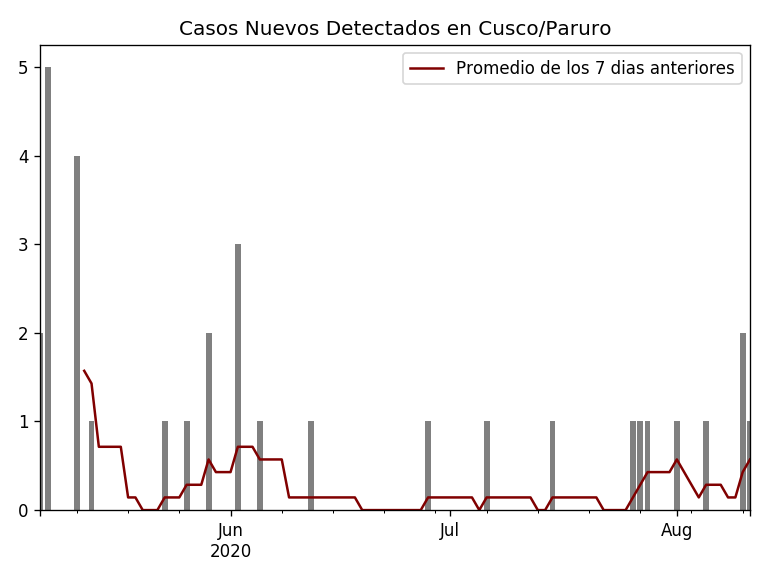 Casos Nuevos Detectados en Cusco/Paruro
Promedio de los 7 dias anteriores
5
4
3
2
1
0
Jun
2020
Jul
Aug